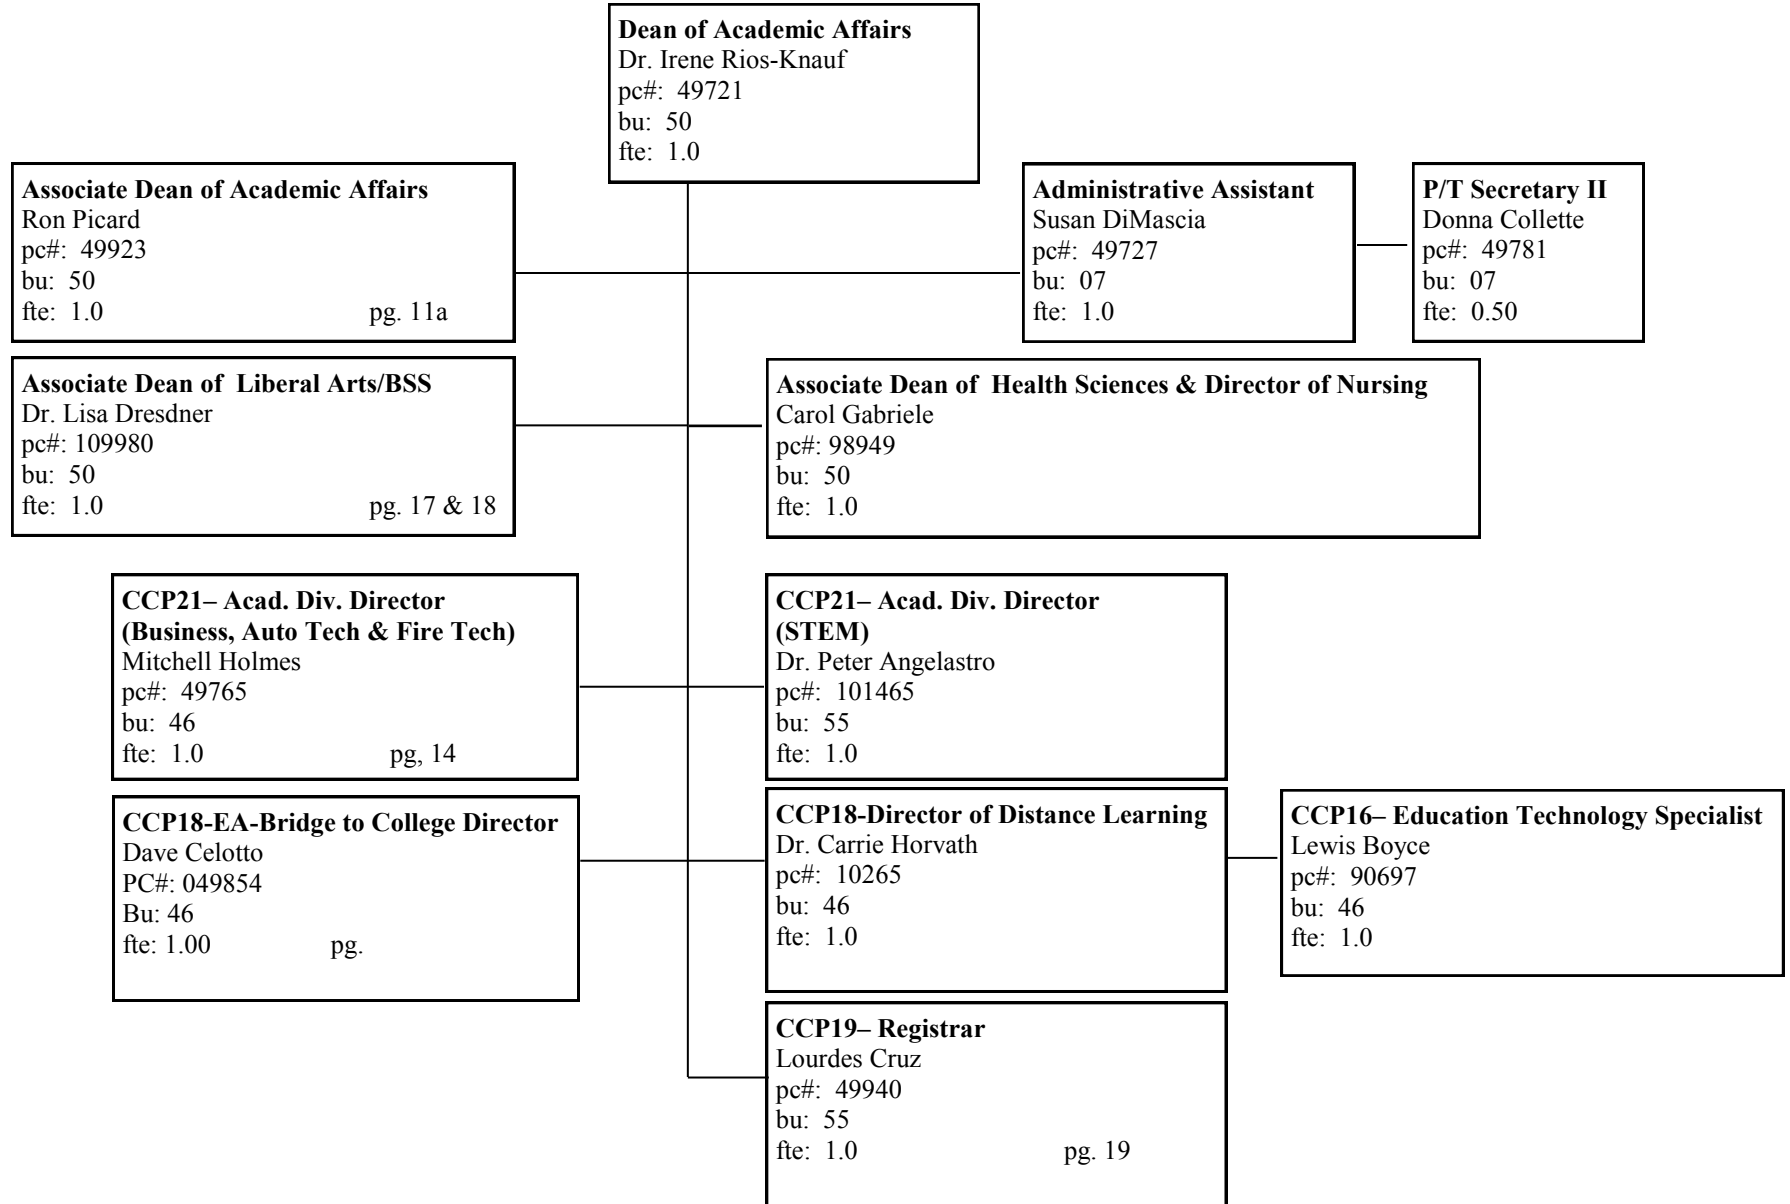 Dean of Academic Affairs
Dr. Irene Rios-Knauf
pc#: 49721
bu: 50
fte: 1.0
Associate Dean of Academic Affairs
Ron Picard
pc#: 49923
bu: 50
fte: 1.0 pg. 11a
Administrative Assistant
Susan DiMascia
pc#: 49727
bu: 07
fte: 1.0
P/T Secretary II
Donna Collette
pc#: 49781
bu: 07
fte: 0.50
Associate Dean of Liberal Arts/BSS
Dr. Lisa Dresdner
pc#: 109980
bu: 50
fte: 1.0 pg. 17 & 18
Associate Dean of Health Sciences & Director of Nursing
Carol Gabriele
pc#: 98949
bu: 50
fte: 1.0
CCP21– Acad. Div. Director
(Business, Auto Tech & Fire Tech)
Mitchell Holmes
pc#: 49765
bu: 46
fte: 1.0 pg, 14
CCP21– Acad. Div. Director
(STEM)
Dr. Peter Angelastro
pc#: 101465
bu: 55
fte: 1.0
CCP18-EA-Bridge to College Director
Dave Celotto
PC#: 049854
Bu: 46
fte: 1.00 pg.
CCP18-Director of Distance Learning
Dr. Carrie Horvath
pc#: 10265
bu: 46
fte: 1.0
CCP16– Education Technology Specialist
Lewis Boyce
pc#: 90697
bu: 46
fte: 1.0
CCP19– Registrar
Lourdes Cruz
pc#: 49940
bu: 55
fte: 1.0 pg. 19